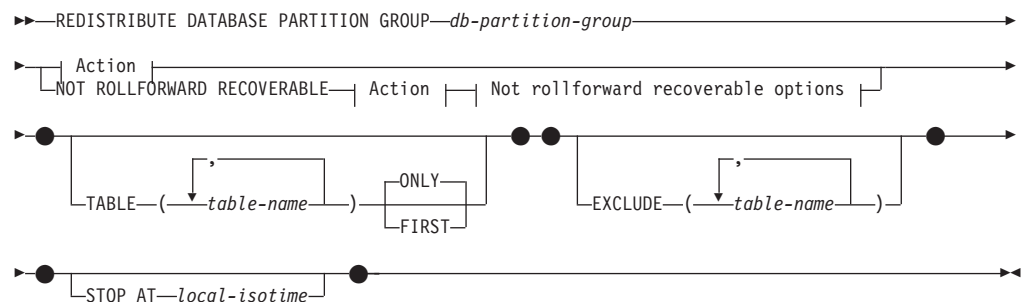 REDISTRIBUTE DATABASE PARTITION GROUP db-partition-group
Action
NOT ROLLFORWARD RECOVERABLE Action Not rollforward recoverable options
, ,
ONLY
TABLE ( table-name ) EXCLUDE ( table-name )
FIRST
STOP AT local-isotime